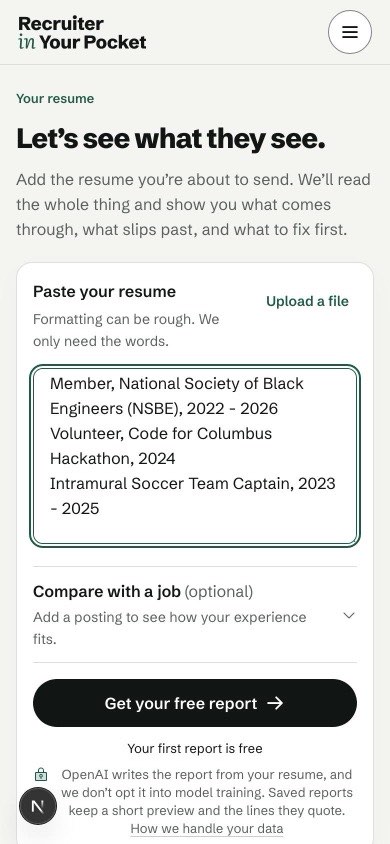 Recruiter
in Your Pocket
Your resume
Let’s see what they see.
Add the resume you’re about to send. We’ll read
the whole thing and show you what comes
through, what slips past, and what to fix first.
Paste your resume
Upload a file
Formatting can be rough. We
only need the words.
Member, National Society of Black
Engineers (NSBE), 2022 - 2026
Volunteer, Code for Columbus
Hackathon, 2024
Intramural Soccer Team Captain, 2023
- 2025
Compare with a job (optional)
Add a posting to see how your experience
fits.
Get your free report →
Your first report is free
OpenAI writes the report from your resume, and
we don’t opt it into model training. Saved reports
keep a short preview and the lines they quote.
How we handle your data
N